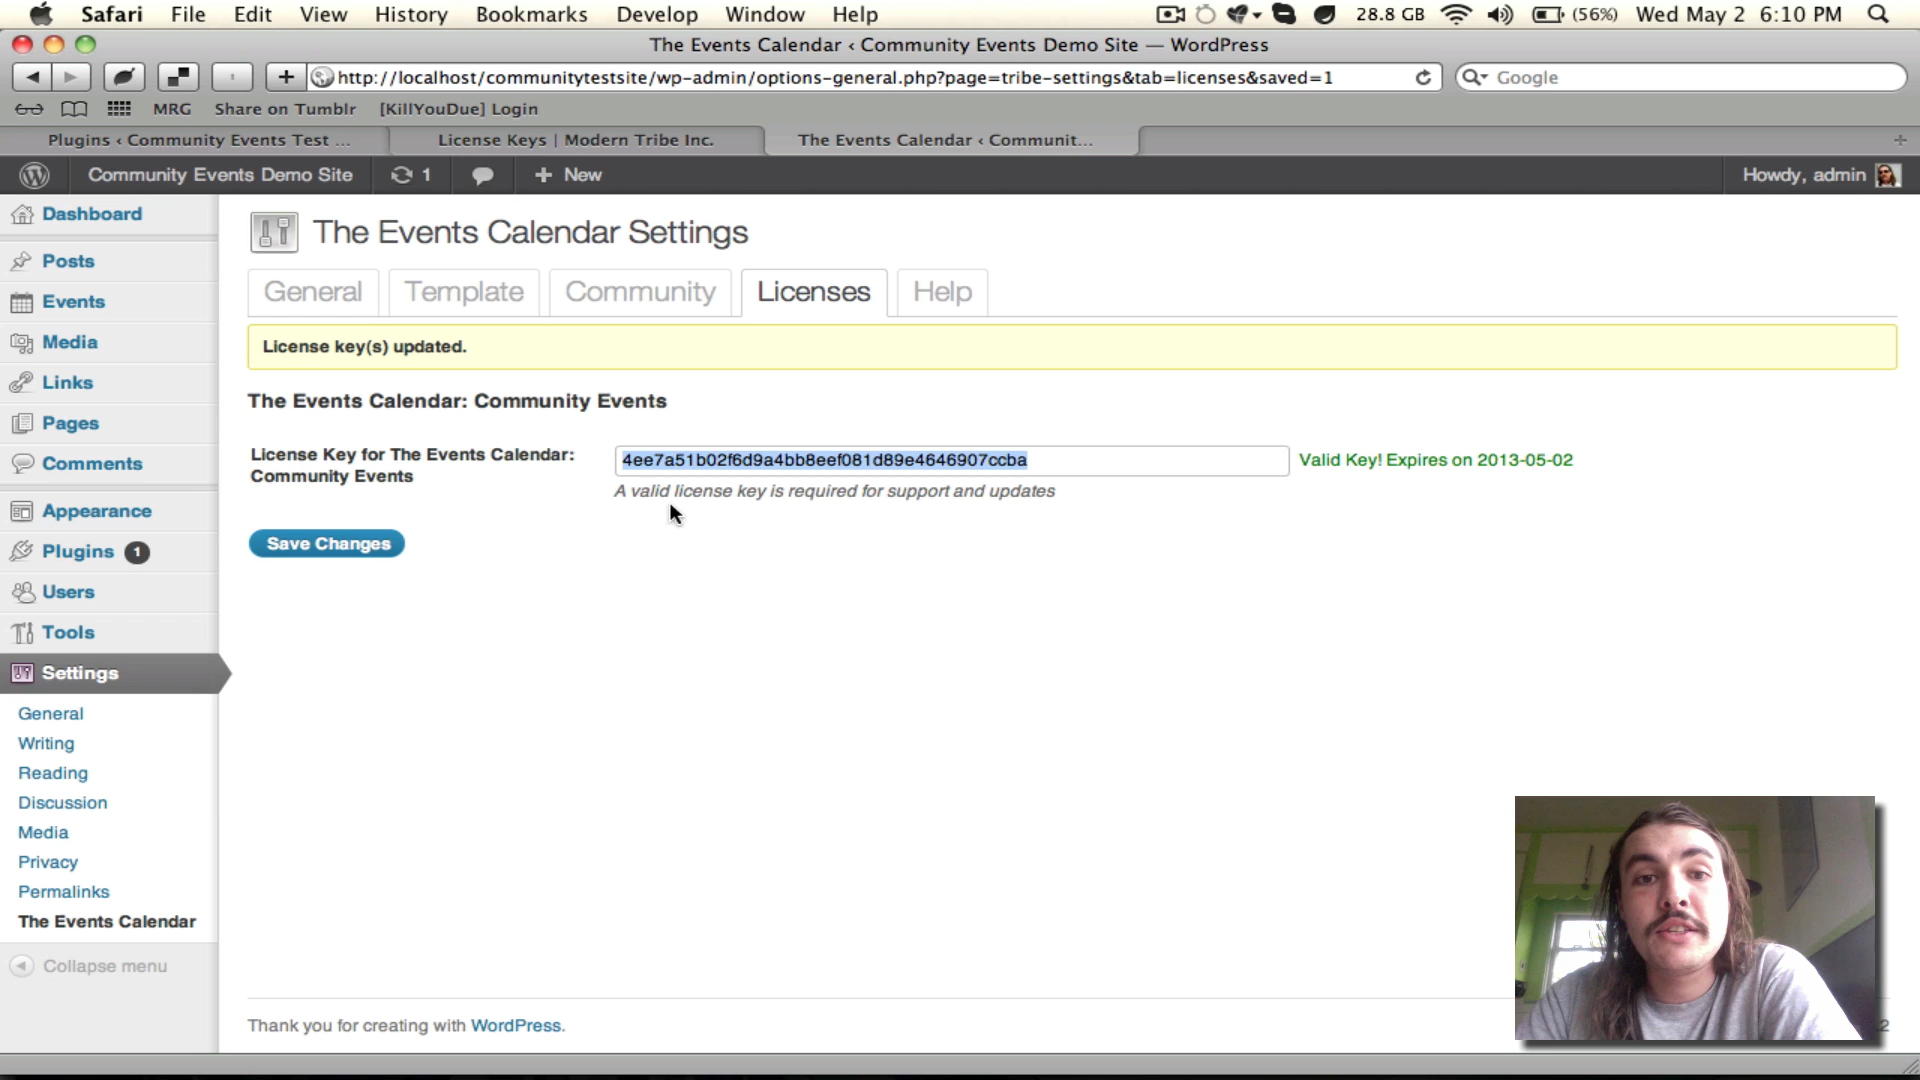 Safari File Edit View History Bookmarks Develop Window Help 28.8 GB (56%) Wed May 2 6:10 PM
The Events Calendar ‹ Community Events Demo Site — WordPress
http://localhost/communitytestsite/wp-admin/options-general.php?page=tribe-settings&tab=licenses&saved=1 Google
MRG Share on Tumblr [KillYouDue] Login
Plugins ‹ Community Events Test ... License Keys | Modern Tribe Inc. The Events Calendar ‹ Communit...
Community Events Demo Site 1 + New Howdy, admin
Dashboard
Posts
Events
Media
Links
Pages
Comments
Appearance
Plugins 1
Users
Tools
Settings
General
Writing
Reading
Discussion
Media
Privacy
Permalinks
The Events Calendar
Collapse menu
The Events Calendar Settings
General Template Community Licenses Help
License key(s) updated.
The Events Calendar: Community Events
License Key for The Events Calendar:
Community Events
4ee7a51b02f6d9a4bb8eef081d89e4646907ccba Valid Key! Expires on 2013-05-02
A valid license key is required for support and updates
Save Changes
Thank you for creating with WordPress.